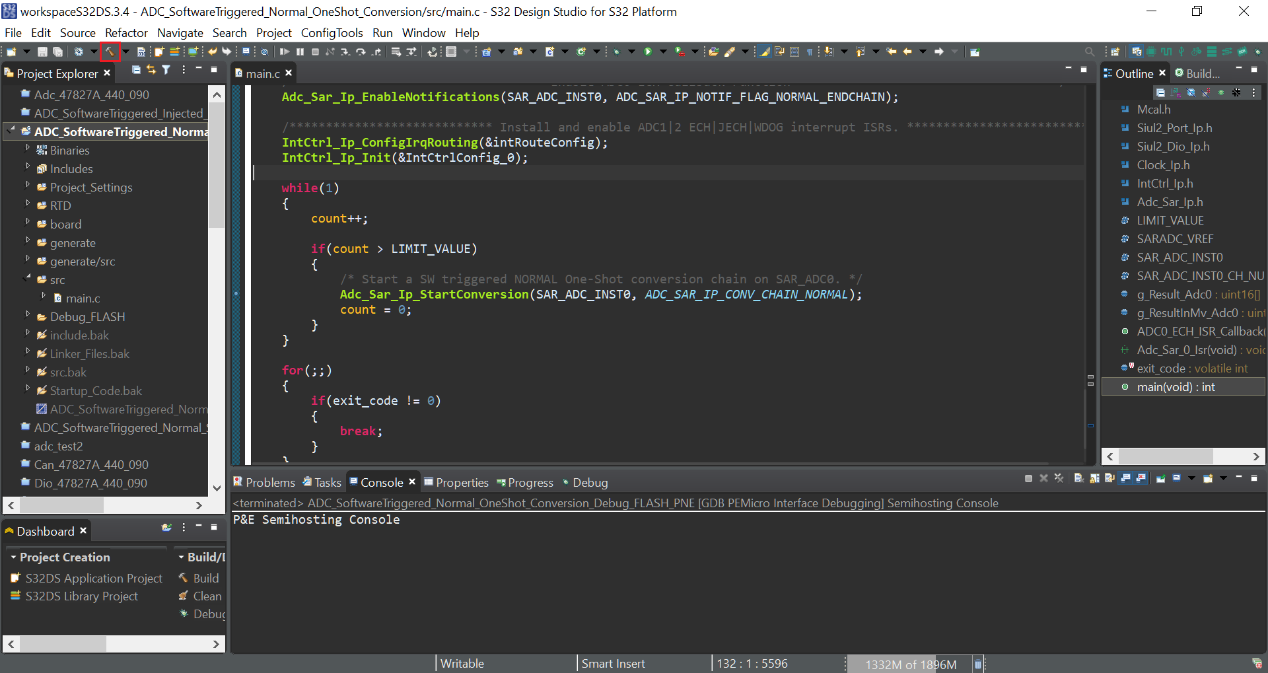 workspaceS32DS.3.4 - ADC_SoftwareTriggered_Normal_OneShot_Conversion/src/main.c - S32 Design Studio for S32 Platform
File Edit Source Refactor Navigate Search Project ConfigTools Run Window Help
Project Explorer
Adc_47827A_440_090
ADC_SoftwareTriggered_Injected_
ADC_SoftwareTriggered_Norma
Binaries
Includes
Project_Settings
RTD
board
generate
generate/src
src
main.c
Debug_FLASH
include.bak
Linker_Files.bak
src.bak
Startup_Code.bak
ADC_SoftwareTriggered_Norm
ADC_SoftwareTriggered_Normal_S
adc_test2
Can_47827A_440_090
Dio_47827A_440_090
main.c
Adc_Sar_Ip_EnableNotifications(SAR_ADC_INST0, ADC_SAR_IP_NOTIF_FLAG_NORMAL_ENDCHAIN);
/*************************** Install and enable ADC1|2 ECH|JECH|WDOG interrupt ISRs. ************************
IntCtrl_Ip_ConfigIrqRouting(&intRouteConfig);
IntCtrl_Ip_Init(&IntCtrlConfig_0);
while(1)
{
count++;
if(count > LIMIT_VALUE)
{
/* Start a SW triggered NORMAL One-Shot conversion chain on SAR_ADC0. */
Adc_Sar_Ip_StartConversion(SAR_ADC_INST0, ADC_SAR_IP_CONV_CHAIN_NORMAL);
count = 0;
}
}
for(;;)
{
if(exit_code != 0)
{
break;
}
}
Outline Build...
Mcal.h
Siul2_Port_Ip.h
Siul2_Dio_Ip.h
Clock_Ip.h
IntCtrl_Ip.h
Adc_Sar_Ip.h
LIMIT_VALUE
SARADC_VREF
SAR_ADC_INST0
SAR_ADC_INST0_CH_NU
g_Result_Adc0 : uint16[]
g_ResultInMv_Adc0 : uin
ADC0_ECH_ISR_Callback(
Adc_Sar_0_Isr(void) : voi
exit_code : volatile int
main(void) : int
Problems Tasks Console Properties Progress Debug
<terminated> ADC_SoftwareTriggered_Normal_OneShot_Conversion_Debug_FLASH_PNE [GDB PEMicro Interface Debugging] Semihosting Console
P&E Semihosting Console
Dashboard
Project Creation
S32DS Application Project
S32DS Library Project
Build/
Build
Clean
Debug
Writable Smart Insert 132 : 1 : 5596 1332M of 1896M